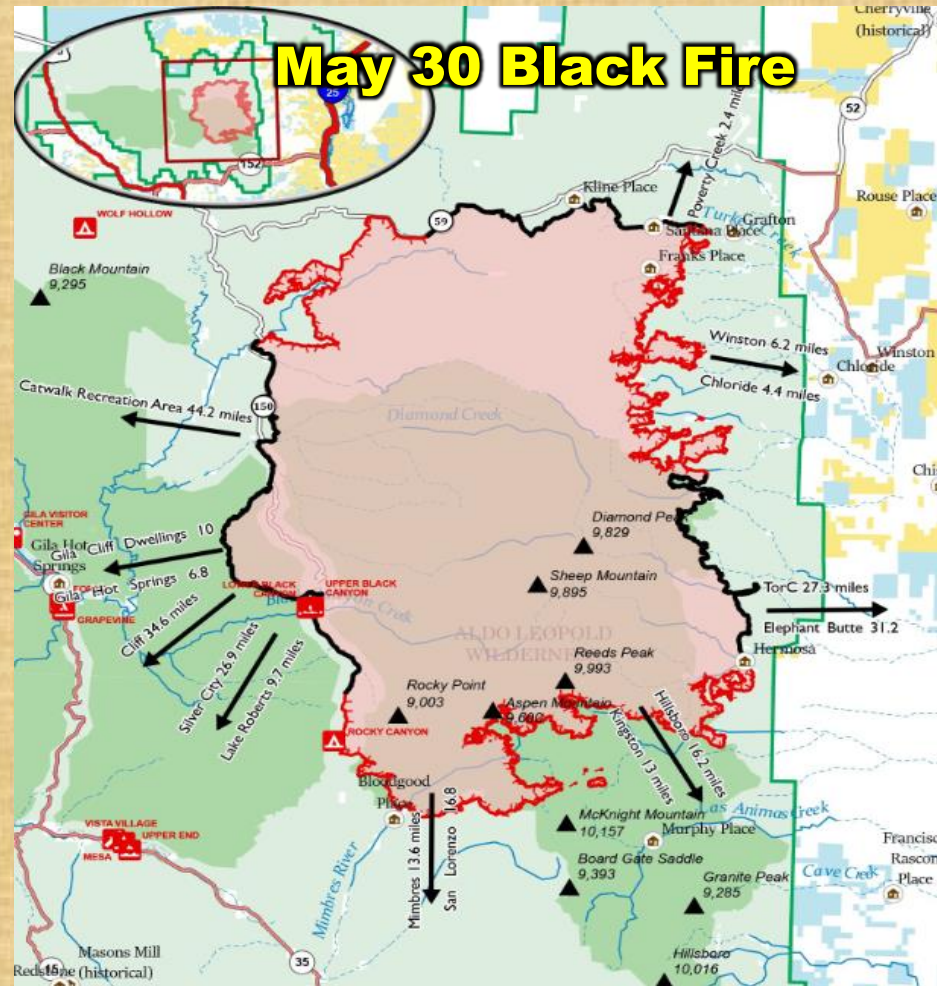 May 30 Black Fire
25
152
Cherryville
(historical)
52
Rouse Place
WOLF HOLLOW
Kline Place
59
Poverty Creek 2.4 miles
Grafton
Franks Place
Black Mountain
9,295
Winston 6.2 miles
Winston
Chloride
Chloride 4.4 miles
Catwalk Recreation Area 44.2 miles
150
Diamond Creek
GILA VISITOR
CENTER
Gila Hot
Springs
Gila Cliff Dwellings 10
Gila Hot Springs 6.8
GRAPEVINE
Diamond
9,829
Sheep Mountain
9,895
UPPER BLACK
CANYON
Cliff 34.6 miles
Silver City 26.9 miles
Lake Roberts 9.7 miles
TorC 27.3 miles
Elephant Butte 31.2
Hermosa
ALDO LEOPOLD
Reeds Peak
9,993
Rocky Point
9,003
Aspen Mountain
ROCKY CANYON
Hillsboro 16.2 miles
Kingston 13 miles
Bloodgood
Mimbres 13.6 miles
San Lorenzo 16.8
McKnight Mountain
10,157
Las Animas Creek
Murphy Place
Board Gate Saddle
9,393
Granite Peak
9,285
Cave Creek
Place
VISTA VILLAGE
UPPER END
MESA
Mimbres River
Masons Mill
(historical)
35
15
Hillsboro
10,016